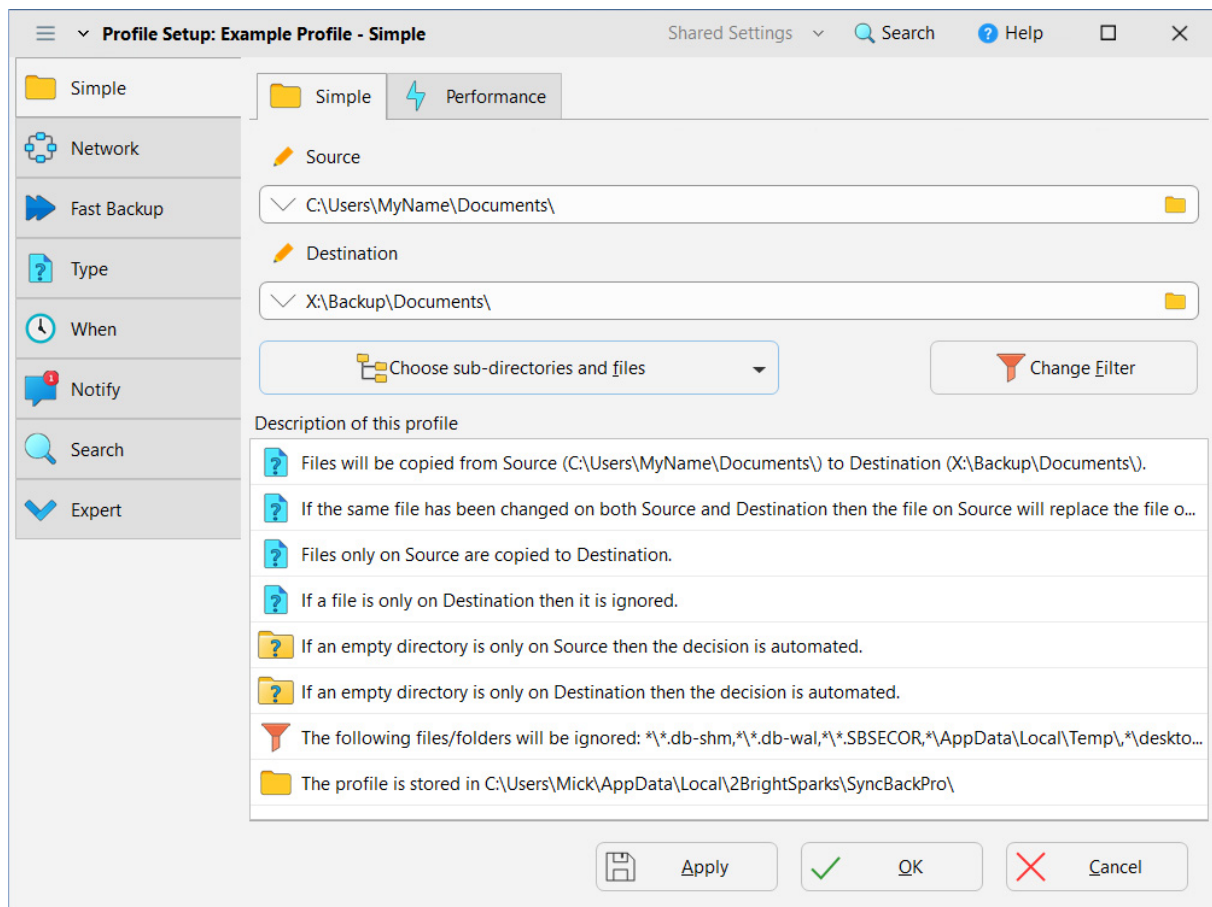 Profile Setup: Example Profile - Simple
Shared Settings
Search
Help
Simple
Network
Fast Backup
Type
When
1
Notify
Search
Expert
Simple
Performance
Source
C:\Users\MyName\Documents\
Destination
X:\Backup\Documents\
Choose sub-directories and files
Change Filter
Description of this profile
Files will be copied from Source (C:\Users\MyName\Documents\) to Destination (X:\Backup\Documents\).
If the same file has been changed on both Source and Destination then the file on Source will replace the file o...
Files only on Source are copied to Destination.
If a file is only on Destination then it is ignored.
If an empty directory is only on Source then the decision is automated.
If an empty directory is only on Destination then the decision is automated.
The following files/folders will be ignored: *\*.db-shm,*\*.db-wal,*\*.SBSECOR,*\AppData\Local\Temp\,*\deskto...
The profile is stored in C:\Users\Mick\AppData\Local\2BrightSparks\SyncBackPro\
Apply
OK
Cancel